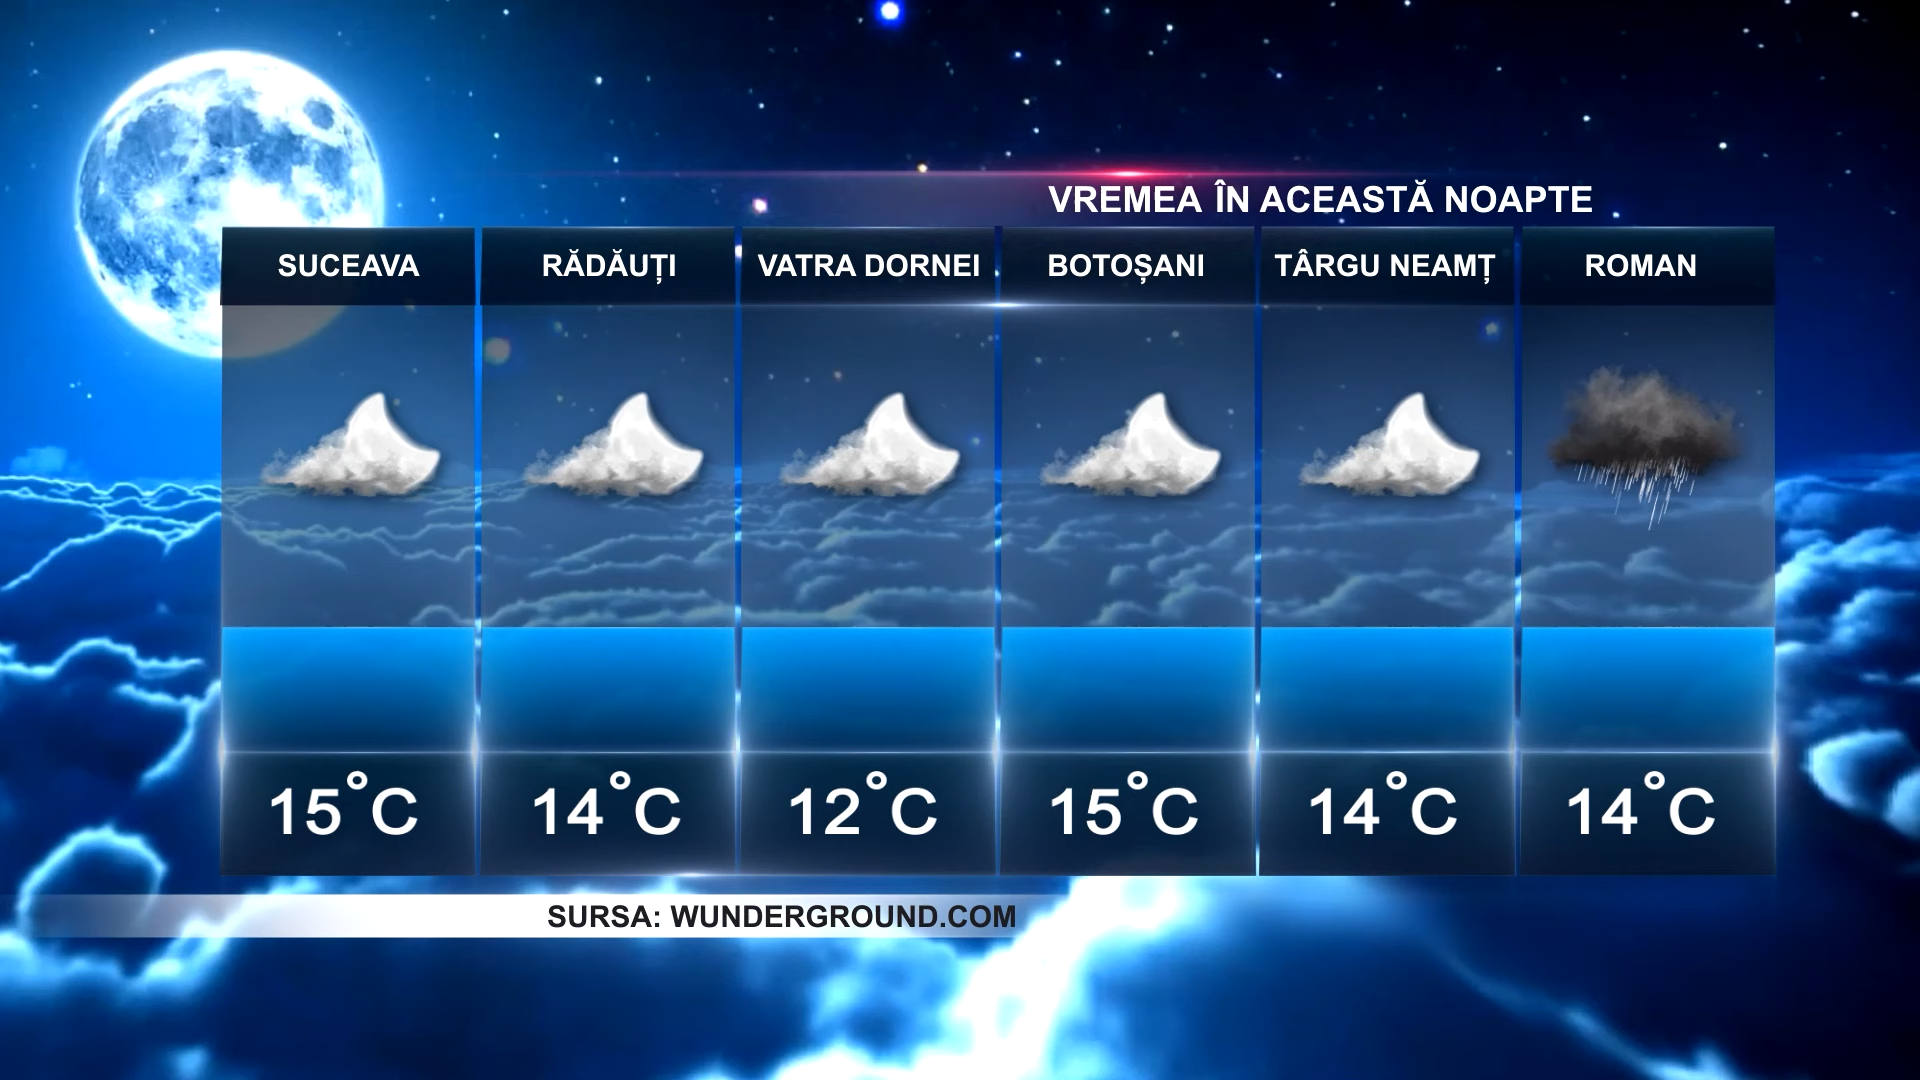 VREMEA ÎN ACEASTĂ NOAPTE
SUCEAVA RĂDĂUȚI VATRA DORNEI BOTOȘANI TÂRGU NEAMȚ ROMAN
15°C 14°C 12°C 15°C 14°C 14°C
SURSA: WUNDERGROUND.COM